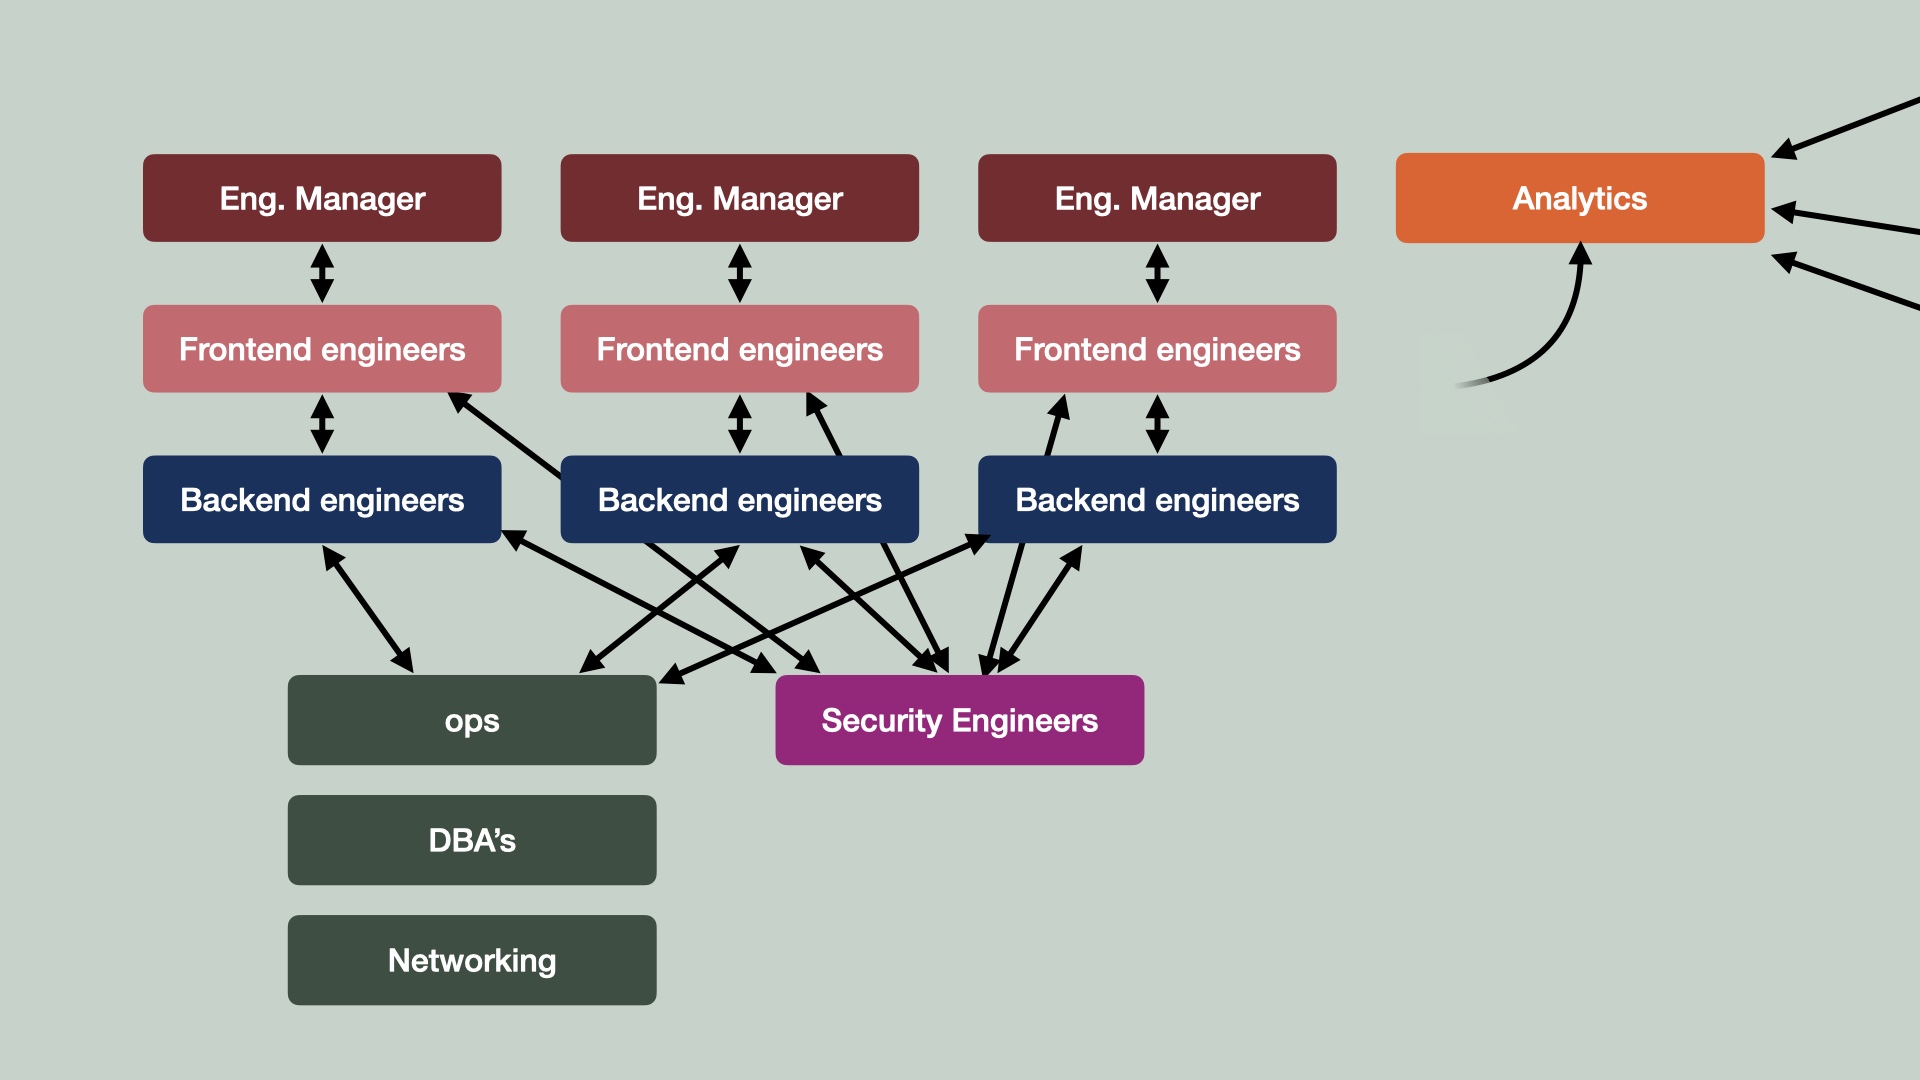 Eng. Manager
Eng. Manager
Eng. Manager
Analytics
Frontend engineers
Frontend engineers
Frontend engineers
Backend engineers
Backend engineers
Backend engineers
ops
Security Engineers
DBA’s
Networking